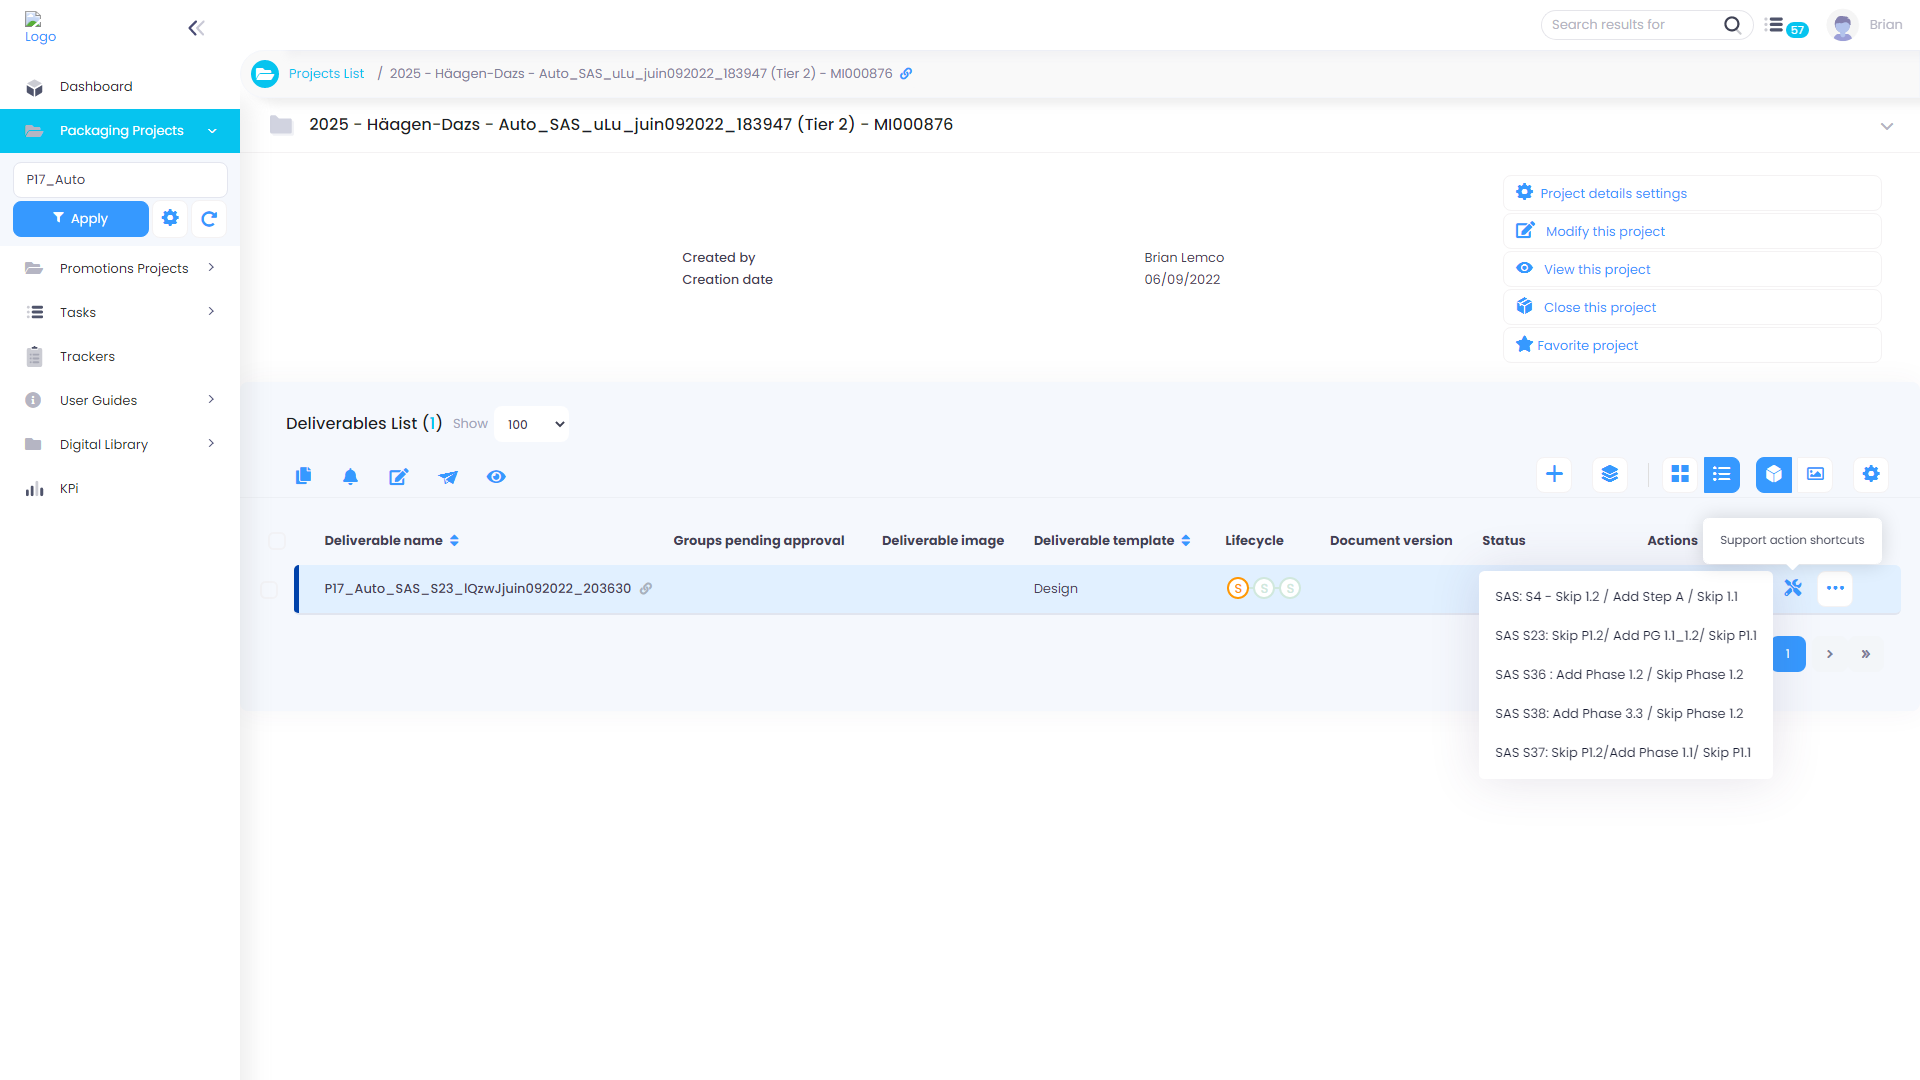 Logo
Search results for
57
Brian
Dashboard
Packaging Projects
P17_Auto
Apply
Promotions Projects
Tasks
Trackers
User Guides
Digital Library
KPi
Projects List / 2025 - Häagen-Dazs - Auto_SAS_uLu_juin092022_183947 (Tier 2) - MI000876
2025 - Häagen-Dazs - Auto_SAS_uLu_juin092022_183947 (Tier 2) - MI000876
Created by Brian Lemco
Creation date 06/09/2022
Project details settings
Modify this project
View this project
Close this project
Favorite project
Deliverables List (1) Show 100
Support action shortcuts
Deliverable name Groups pending approval Deliverable image Deliverable template Lifecycle Document version Status Actions
P17_Auto_SAS_S23_lQzwJjuin092022_203630 Design S S S
SAS: S4 - Skip 1.2 / Add Step A / Skip 1.1
SAS S23: Skip P1.2/ Add PG 1.1_1.2/ Skip P1.1
SAS S36 : Add Phase 1.2 / Skip Phase 1.2
SAS S38: Add Phase 3.3 / Skip Phase 1.2
SAS S37: Skip P1.2/Add Phase 1.1/ Skip P1.1
1 › »